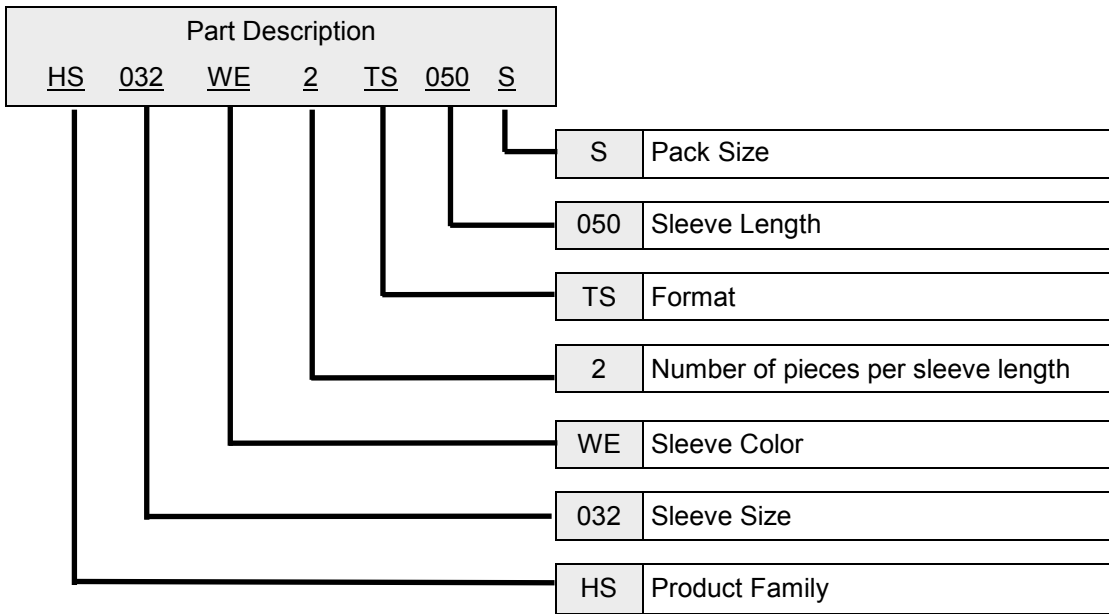 Part Description
HS 032 WE 2 TS 050 S
S Pack Size
050 Sleeve Length
TS Format
2 Number of pieces per sleeve length
WE Sleeve Color
032 Sleeve Size
HS Product Family